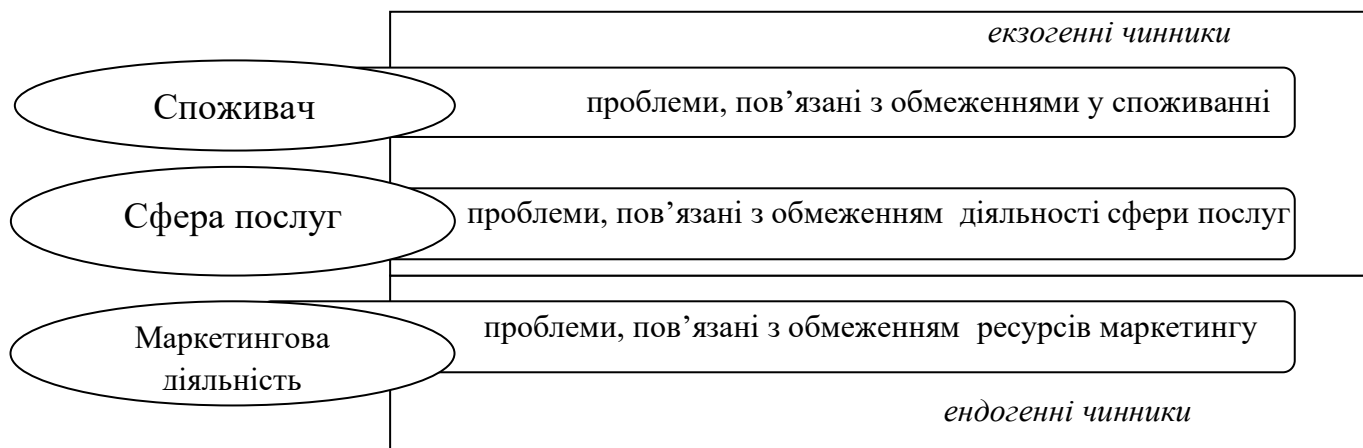 екзогенні чинники
Споживач
проблеми, пов’язані з обмеженнями у споживанні
Сфера послуг
проблеми, пов’язані з обмеженням діяльності сфери послуг
Маркетингова
діяльність
проблеми, пов’язані з обмеженням ресурсів маркетингу
ендогенні чинники